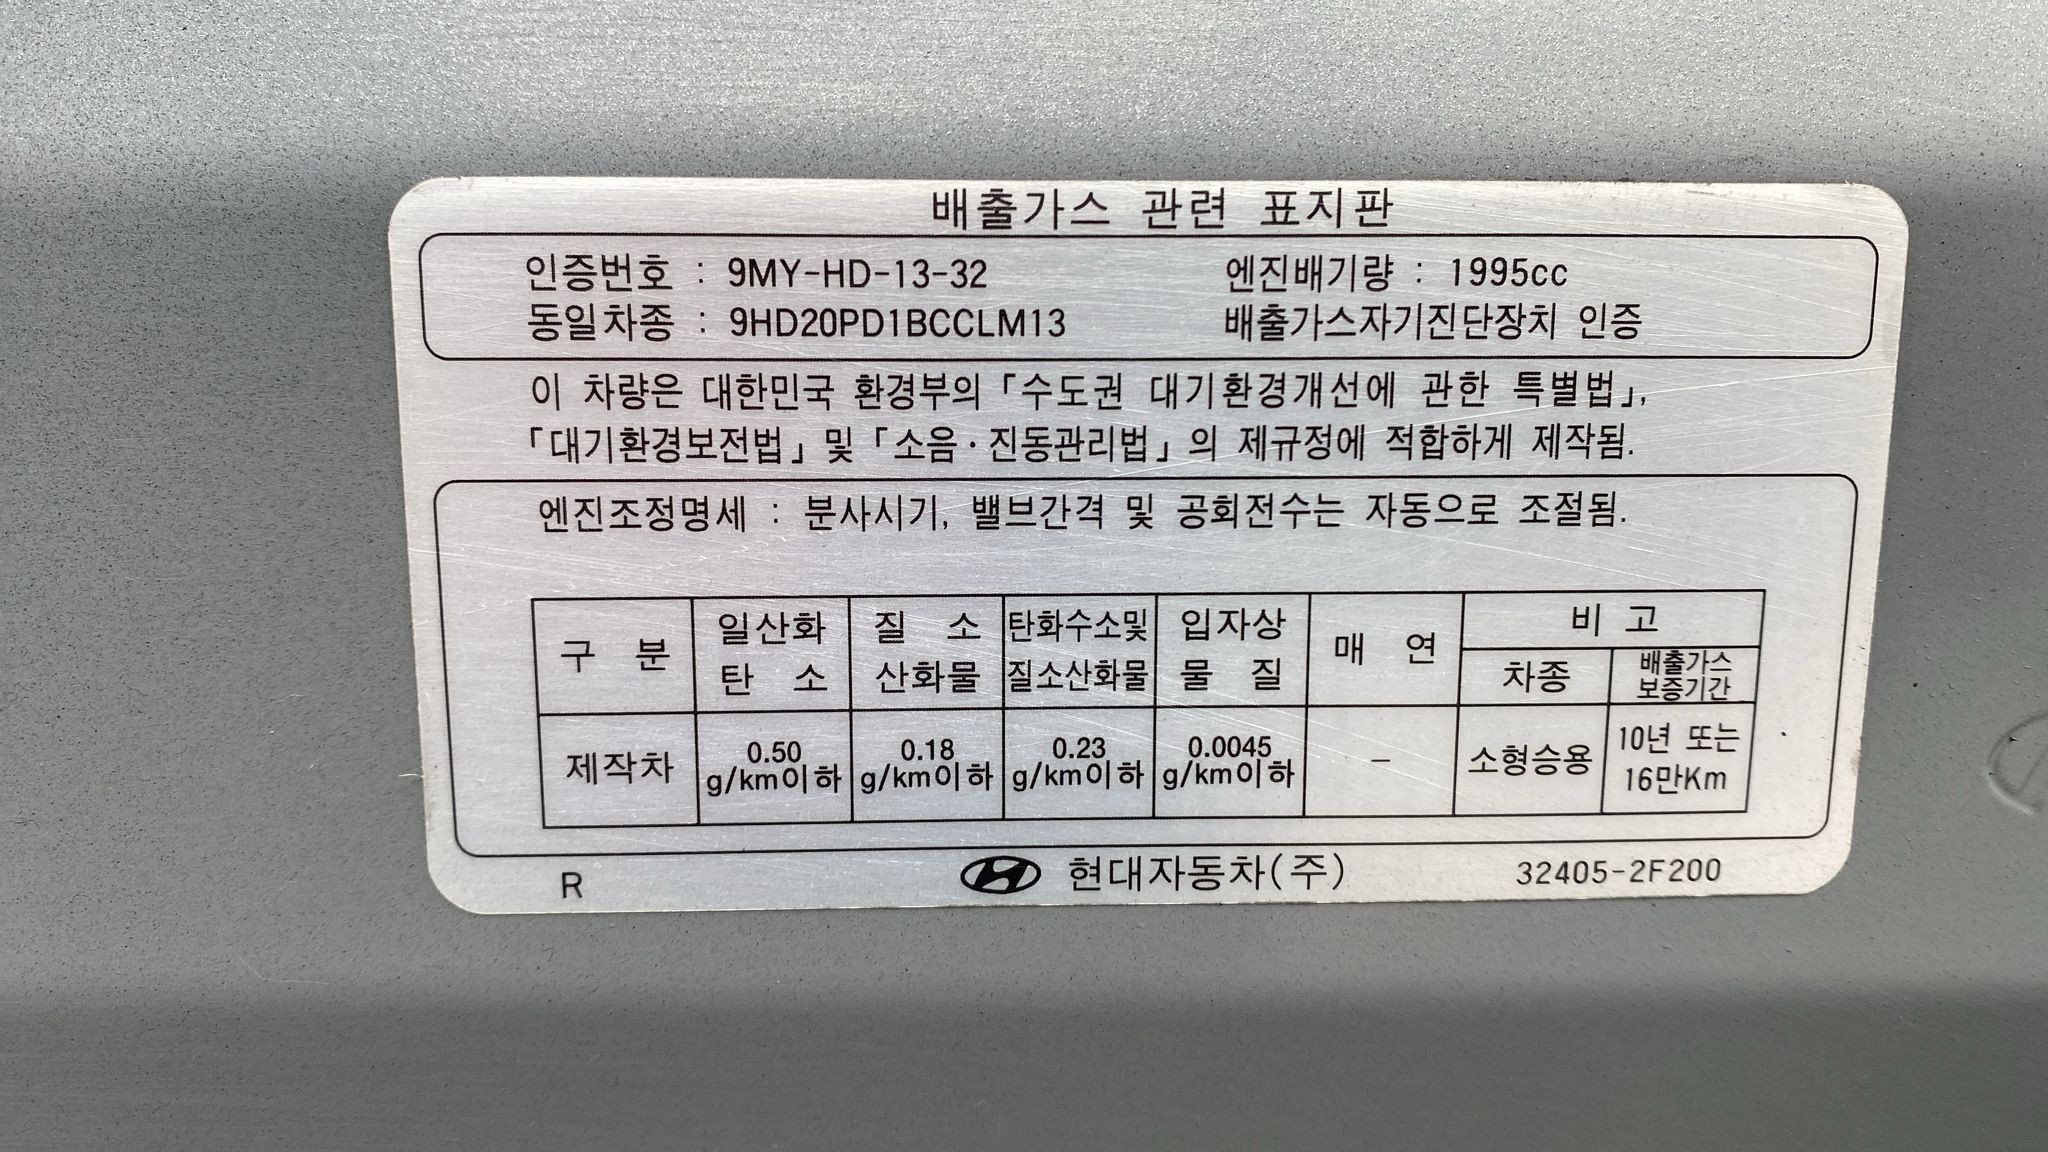 배출가스 관련 표지판
인증번호 : 9MY-HD-13-32 엔진배기량 : 1995cc
동일차종 : 9HD20PD1BCCLM13 배출가스자기진단장치 인증
이 차량은 대한민국 환경부의 「수도권 대기환경개선에 관한 특별법」,
「대기환경보전법」 및 「소음·진동관리법」의 제규정에 적합하게 제작됨.
엔진조정명세 : 분사시기, 밸브간격 및 공회전수는 자동으로 조절됨.
구 분 일산화 탄 소 질 소 산화물 탄화수소및 질소산화물 입자상 물 질 매 연 비 고
차종 배출가스 보증기간
제작차 0.50 g/km이하 0.18 g/km이하 0.23 g/km이하 0.0045 g/km이하 - 소형승용 10년 또는 16만Km
R 현대자동차(주) 32405-2F200